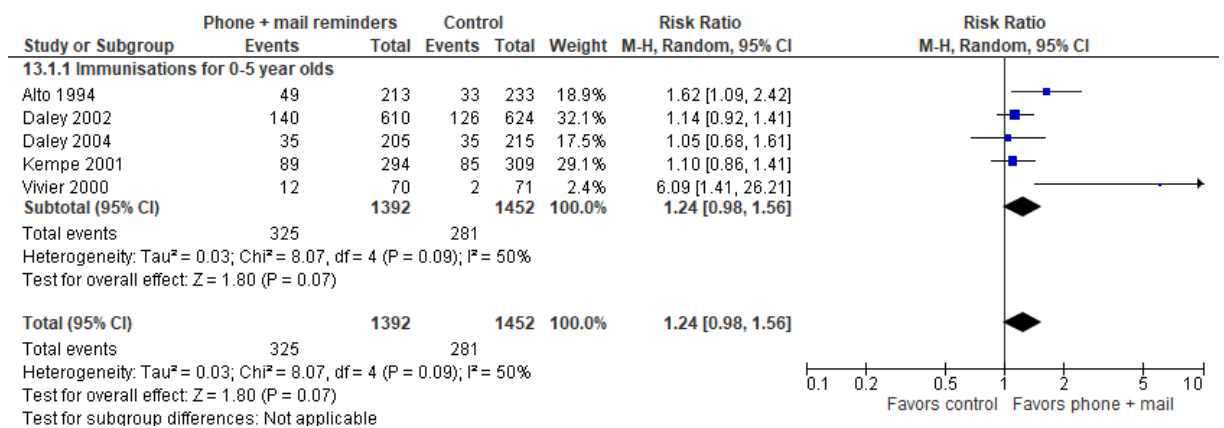 Phone + mail reminders Control Risk Ratio Risk Ratio
Study or Subgroup Events Total Events Total Weight M-H, Random, 95% CI M-H, Random, 95% CI
13.1.1 Immunisations for 0-5 year olds
Alto 1994 49 213 33 233 18.9% 1.62 [1.09, 2.42]
Daley 2002 140 610 126 624 32.1% 1.14 [0.92, 1.41]
Daley 2004 35 205 35 215 17.5% 1.05 [0.68, 1.61]
Kempe 2001 89 294 85 309 29.1% 1.10 [0.86, 1.41]
Vivier 2000 12 70 2 71 2.4% 6.09 [1.41, 26.21]
Subtotal (95% CI) 1392 1452 100.0% 1.24 [0.98, 1.56]
Total events 325 281
Heterogeneity: Tau² = 0.03; Chi² = 8.07, df = 4 (P = 0.09); I² = 50%
Test for overall effect: Z = 1.80 (P = 0.07)
Total (95% CI) 1392 1452 100.0% 1.24 [0.98, 1.56]
Total events 325 281
Heterogeneity: Tau² = 0.03; Chi² = 8.07, df = 4 (P = 0.09); I² = 50%
Test for overall effect: Z = 1.80 (P = 0.07)
Test for subgroup differences: Not applicable
0.1 0.2 0.5 1 2 5 10
Favors control Favors phone + mail